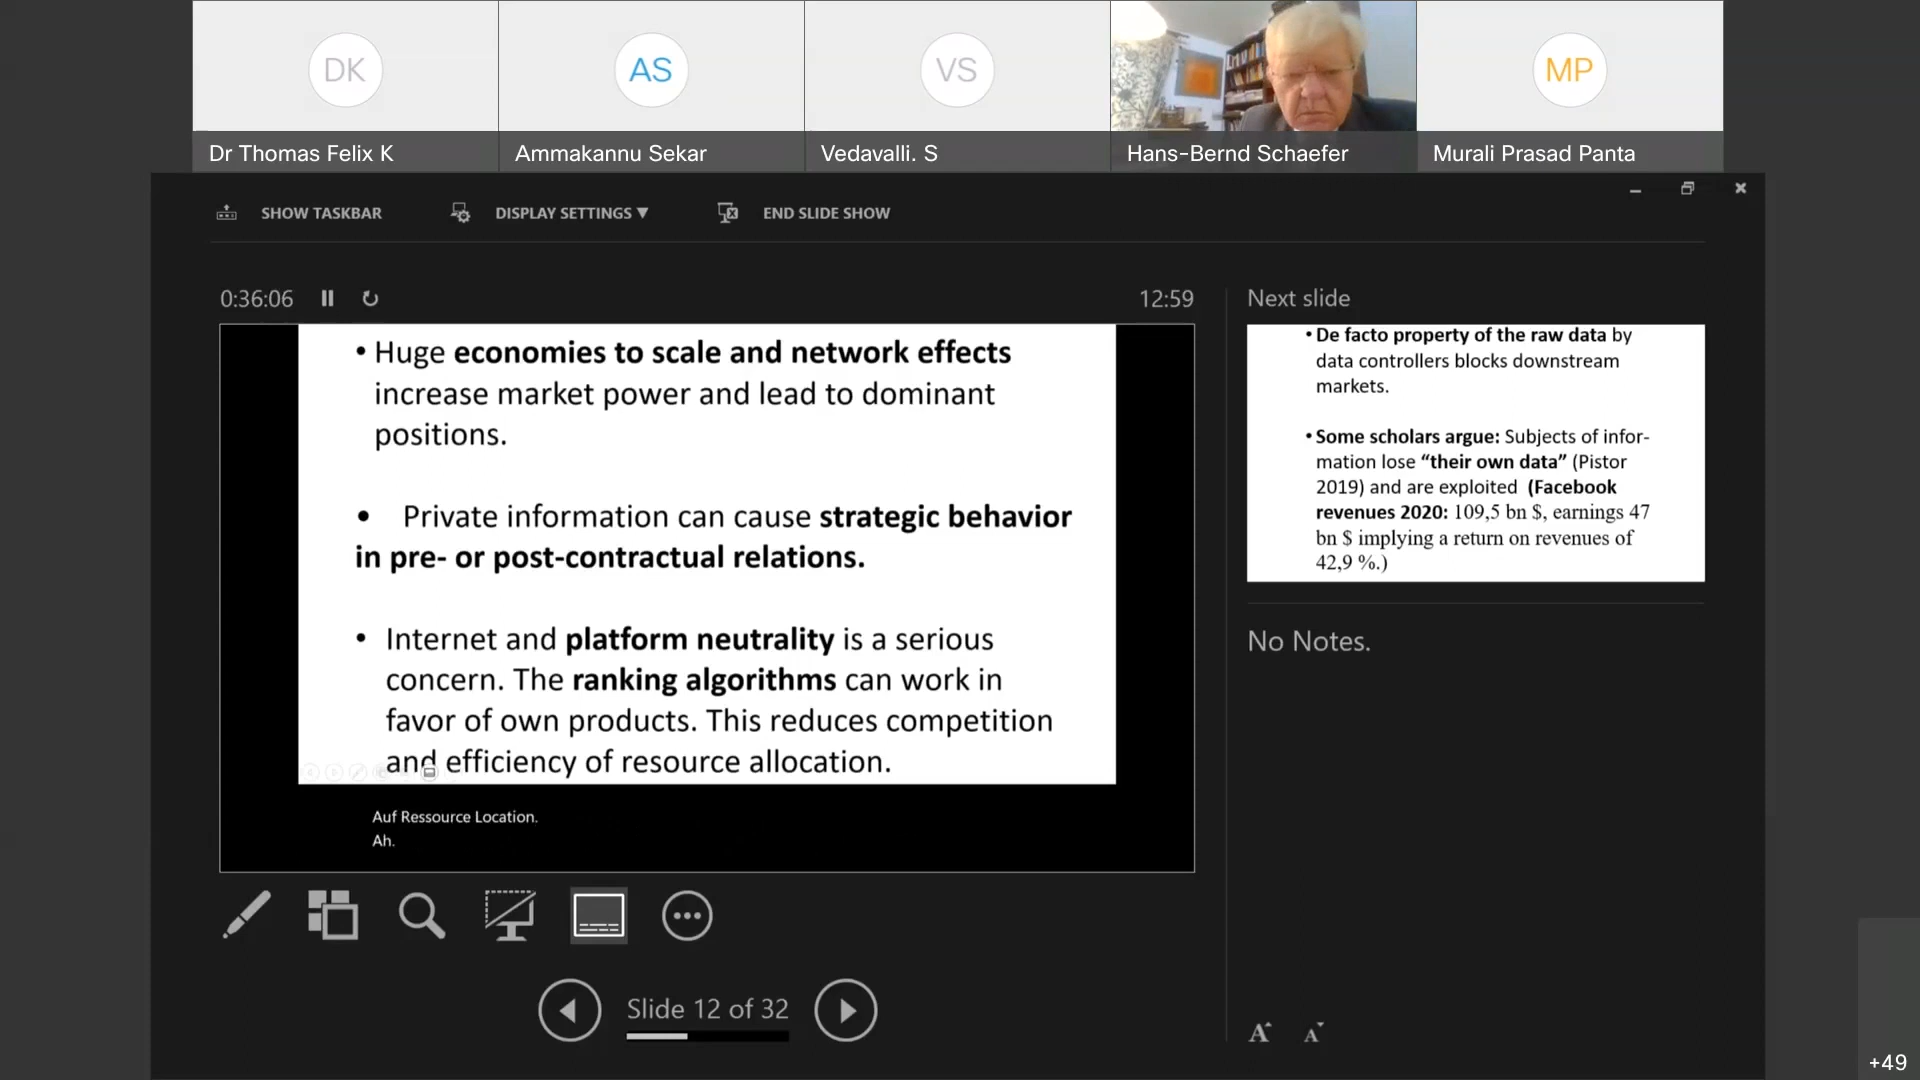 DK
AS
VS
MP
Dr Thomas Felix K
Ammakannu Sekar
Vedavalli. S
Hans-Bernd Schaefer
Murali Prasad Panta
SHOW TASKBAR
DISPLAY SETTINGS ▼
END SLIDE SHOW
0:36:06
12:59
• Huge economies to scale and network effects
increase market power and lead to dominant
positions.
• Private information can cause strategic behavior
in pre- or post-contractual relations.
• Internet and platform neutrality is a serious
concern. The ranking algorithms can work in
favor of own products. This reduces competition
and efficiency of resource allocation.
Auf Ressource Location.
Ah.
Slide 12 of 32
Next slide
• De facto property of the raw data by
data controllers blocks downstream
markets.
• Some scholars argue: Subjects of infor-
mation lose “their own data” (Pistor
2019) and are exploited (Facebook
revenues 2020: 109,5 bn $, earnings 47
bn $ implying a return on revenues of
42,9 %.)
No Notes.
A A
+49